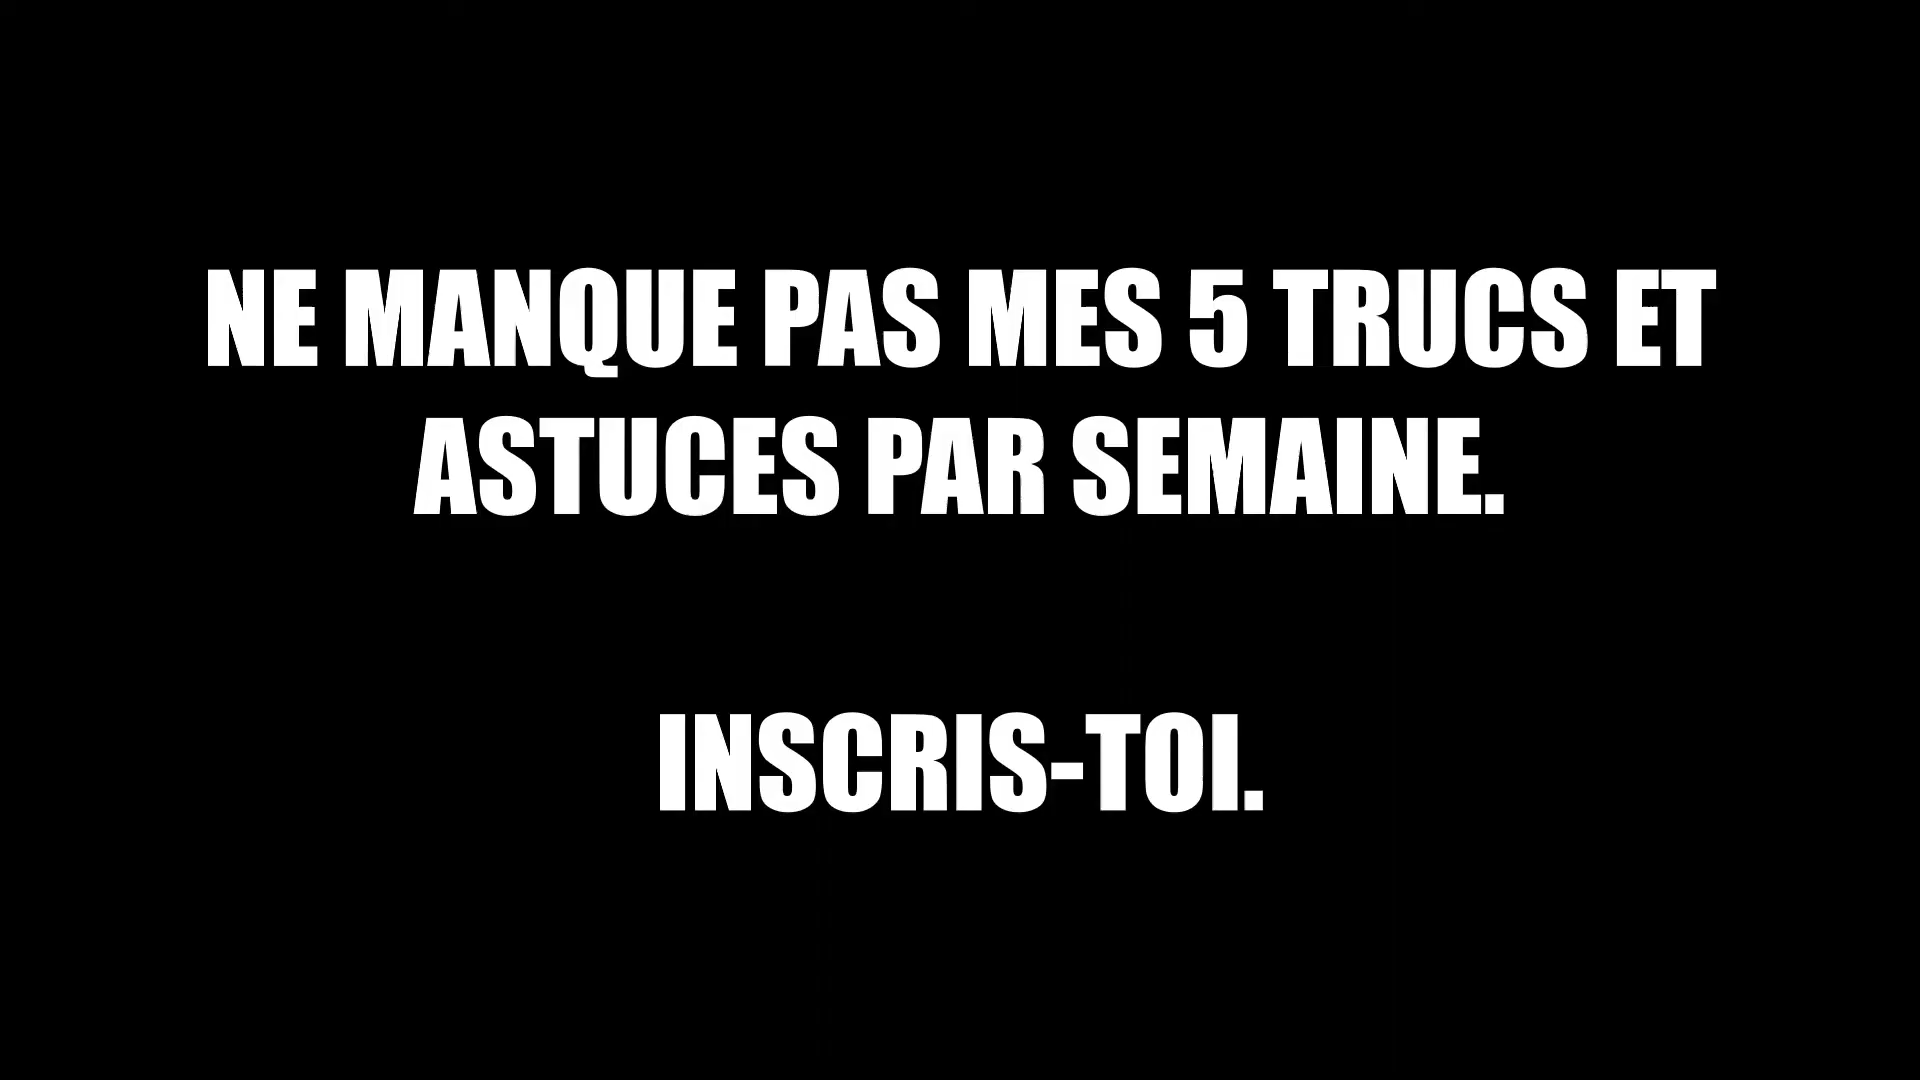 NE MANQUE PAS MES 5 TRUCS ET
ASTUCES PAR SEMAINE.
INSCRIS-TOI.